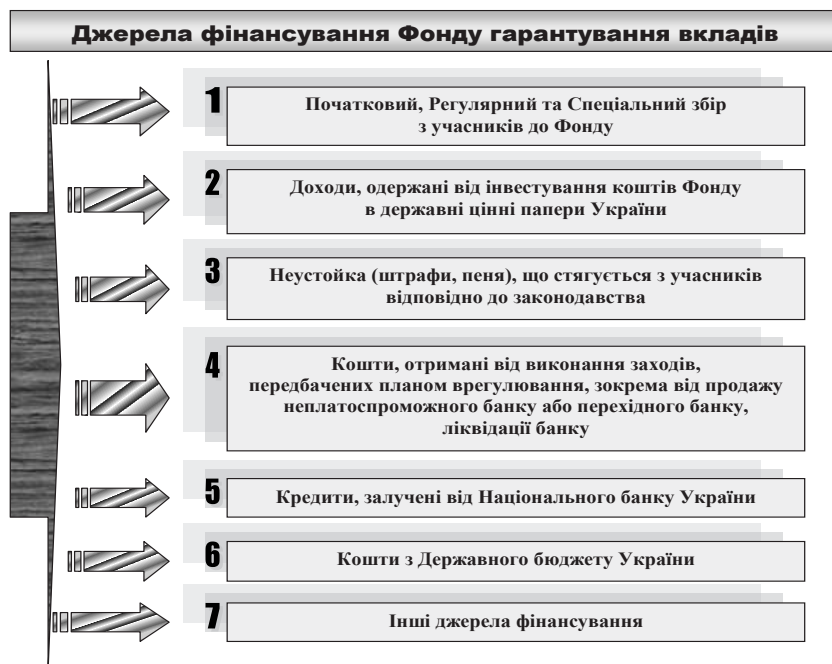 Джерела фінансування Фонду гарантування вкладів
1
Початковий, Регулярний та Спеціальний збір
з учасників до Фонду
2
Доходи, одержані від інвестування коштів Фонду
в державні цінні папери України
3
Неустойка (штрафи, пеня), що стягується з учасників
відповідно до законодавства
4
Кошти, отримані від виконання заходів,
передбачених планом врегулювання, зокрема від продажу
неплатоспроможного банку або перехідного банку,
ліквідації банку
5
Кредити, залучені від Національного банку України
6
Кошти з Державного бюджету України
7
Інші джерела фінансування